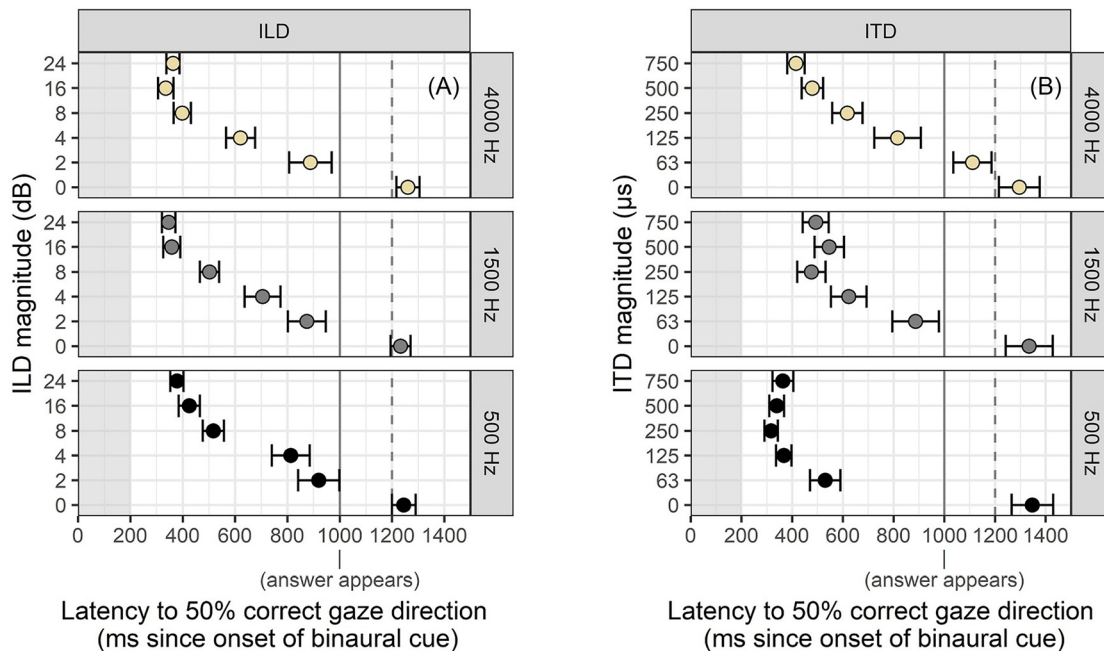 ILD
ITD
ILD magnitude (dB)
24
16
8
4
2
0
(A)
4000 Hz
24
16
8
4
2
0
1500 Hz
24
16
8
4
2
0
500 Hz
0 200 400 600 800 1000 1200 1400
(answer appears)
Latency to 50% correct gaze direction
(ms since onset of binaural cue)
ITD magnitude (µs)
750
500
250
125
63
0
(B)
4000 Hz
750
500
250
125
63
0
1500 Hz
750
500
250
125
63
0
500 Hz
0 200 400 600 800 1000 1200 1400
(answer appears)
Latency to 50% correct gaze direction
(ms since onset of binaural cue)